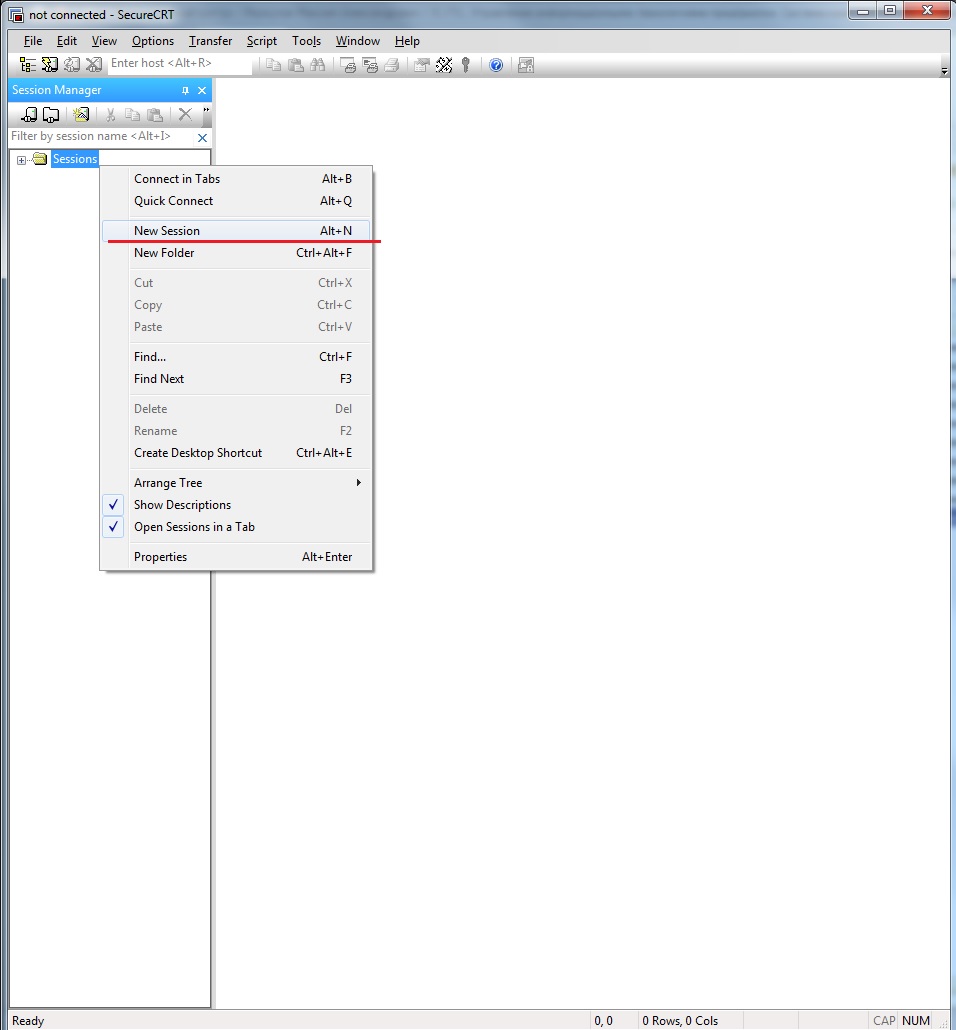 not connected - SecureCRT
File Edit View Options Transfer Script Tools Window Help
Enter host <Alt+R>
Session Manager
Filter by session name <Alt+I>
Sessions
Connect in Tabs Alt+B
Quick Connect Alt+Q
New Session Alt+N
New Folder Ctrl+Alt+F
Cut Ctrl+X
Copy Ctrl+C
Paste Ctrl+V
Find... Ctrl+F
Find Next F3
Delete Del
Rename F2
Create Desktop Shortcut Ctrl+Alt+E
Arrange Tree
Show Descriptions
Open Sessions in a Tab
Properties Alt+Enter
Ready 0, 0 0 Rows, 0 Cols CAP NUM